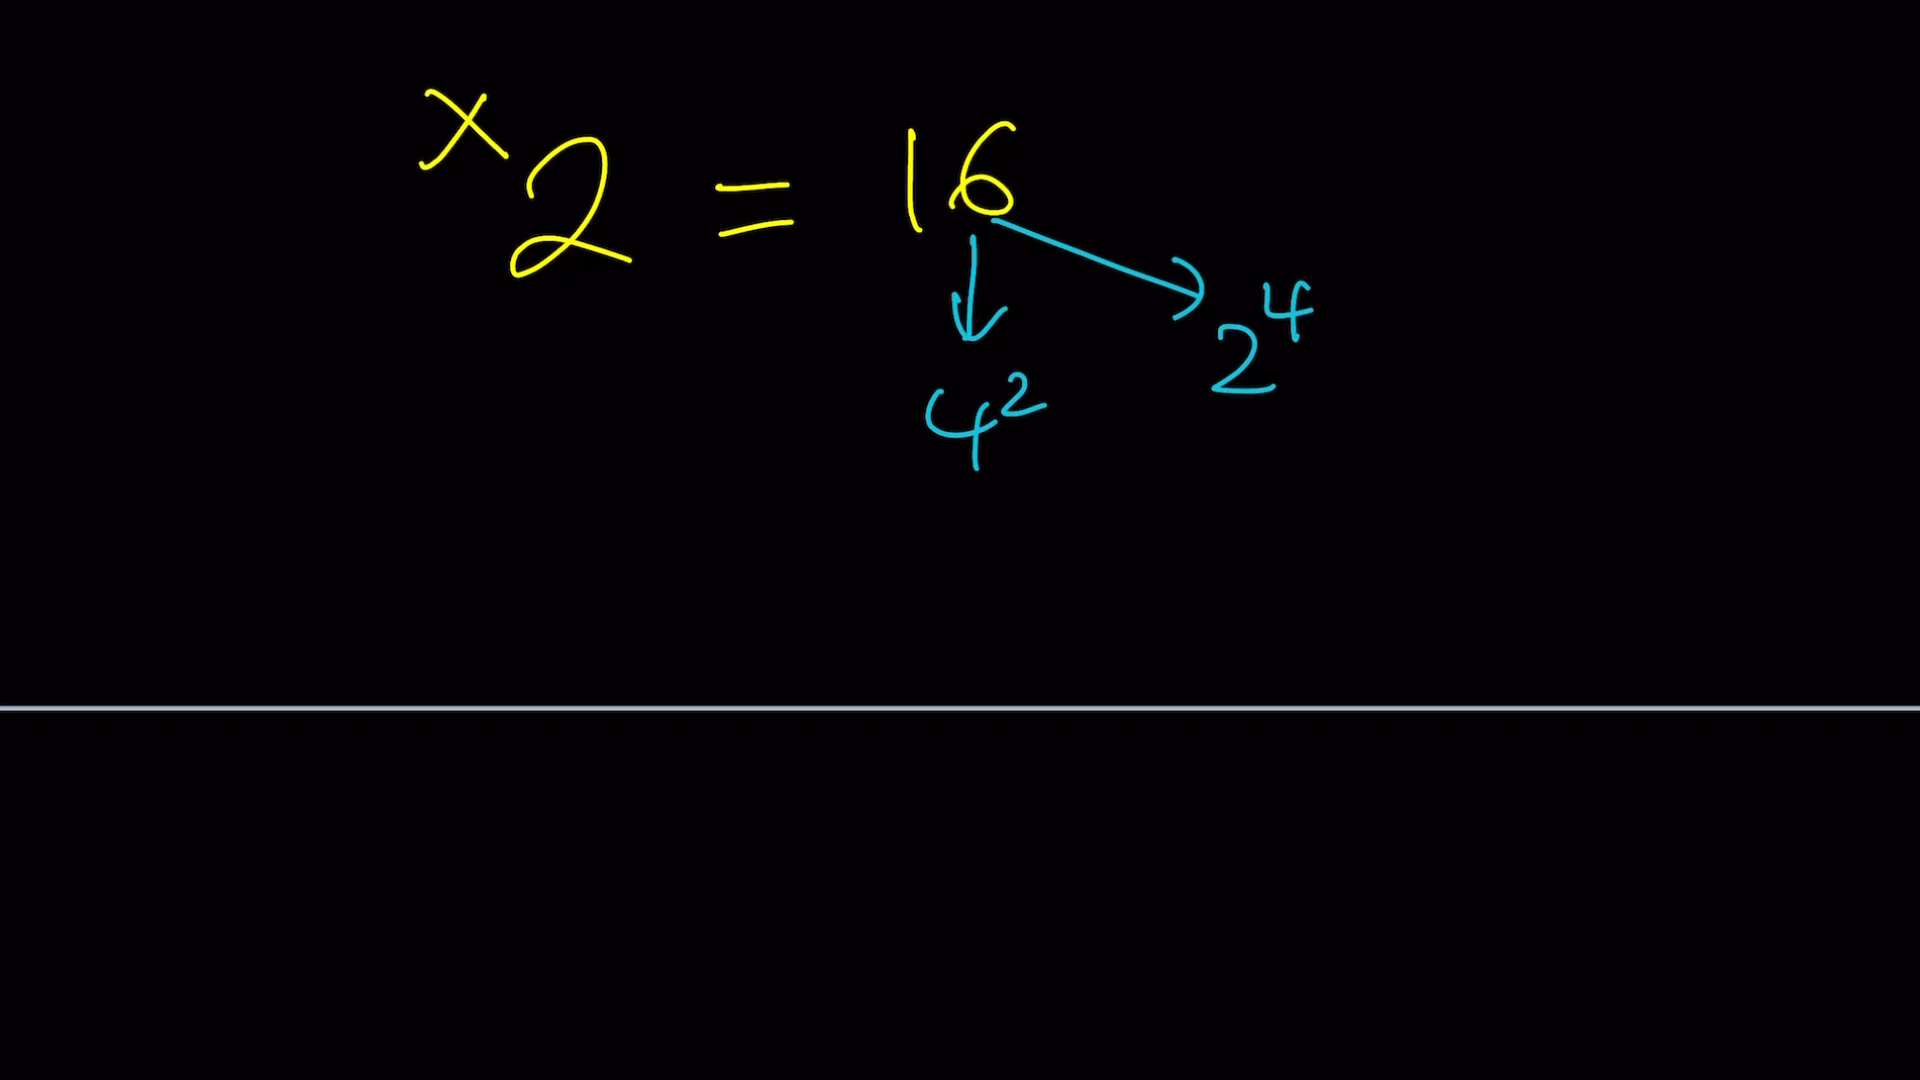 ˣ2 = 16
2⁴
4²